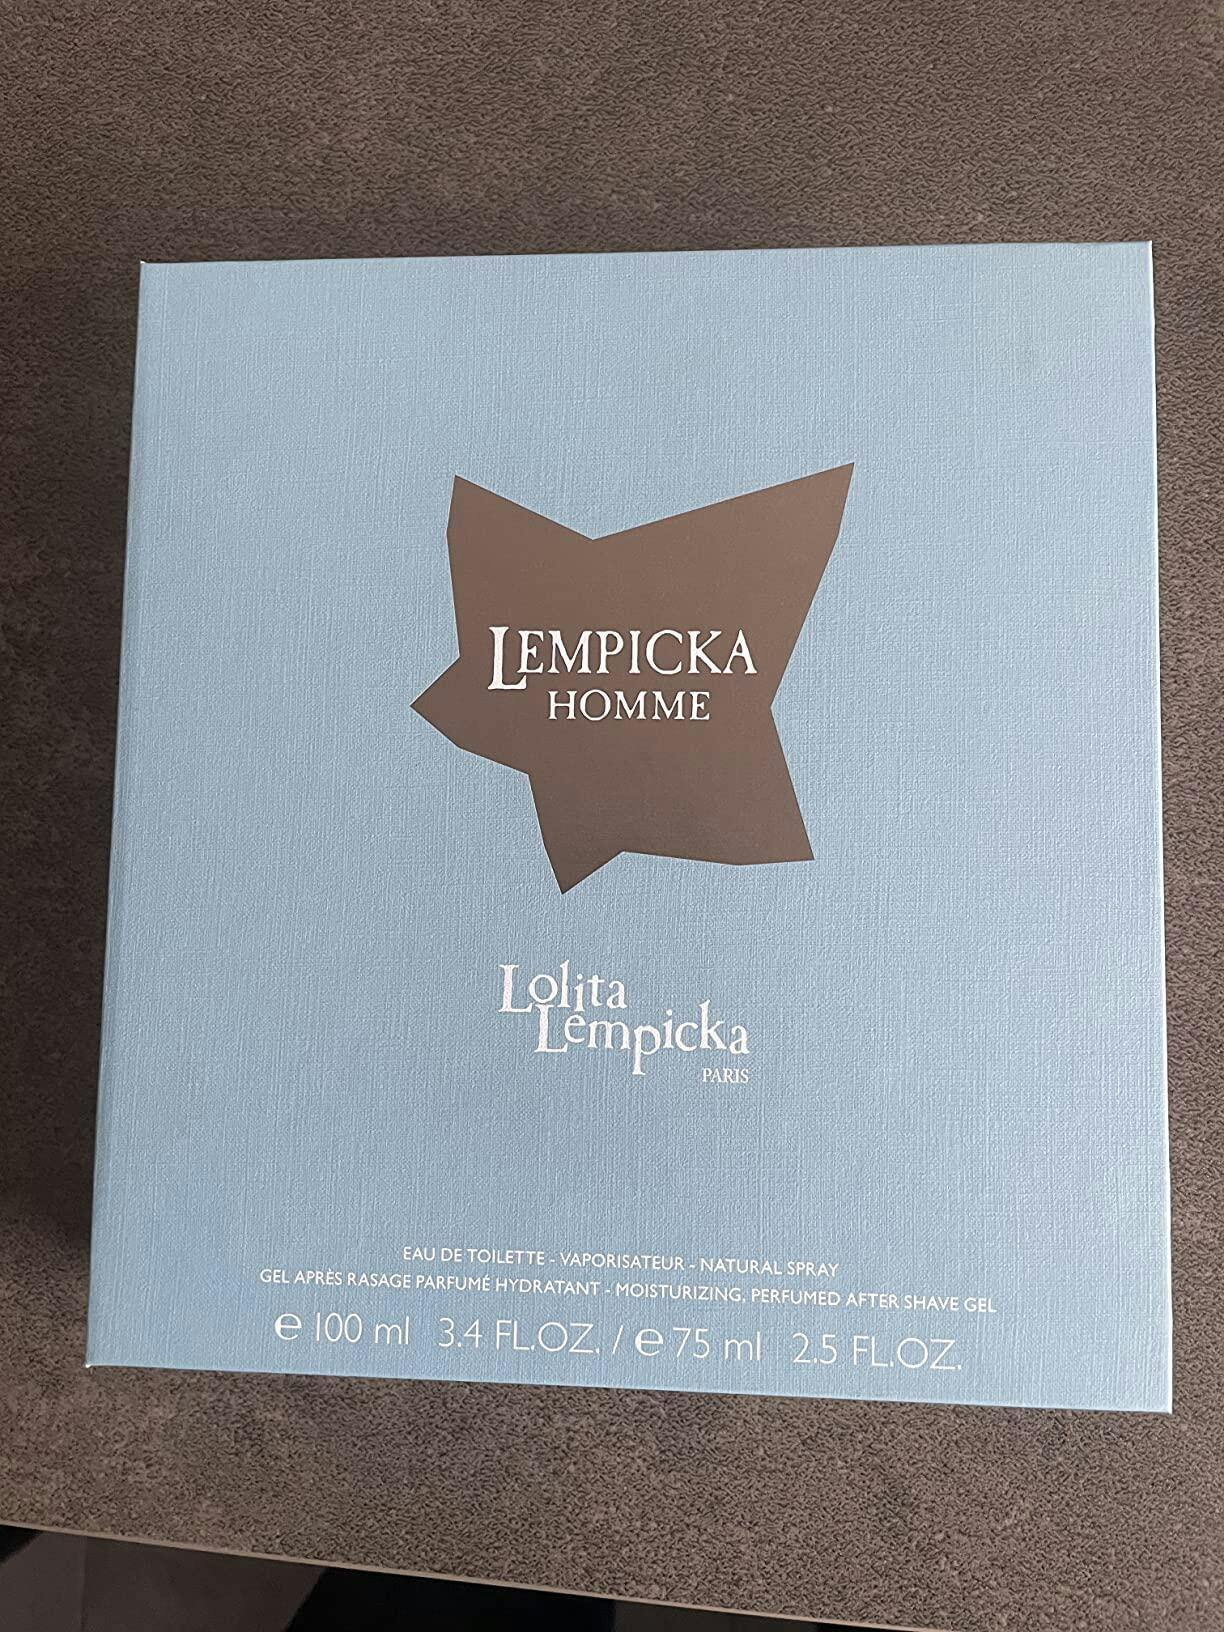 LEMPICKA
HOMME
Lolita
Lempicka
PARIS
EAU DE TOILETTE - VAPORISATEUR - NATURAL SPRAY
GEL APRÈS RASAGE PARFUMÉ HYDRATANT - MOISTURIZING, PERFUMED AFTER SHAVE GEL
e 100 ml 3.4 FL.OZ. / e 75 ml 2.5 FL.OZ.